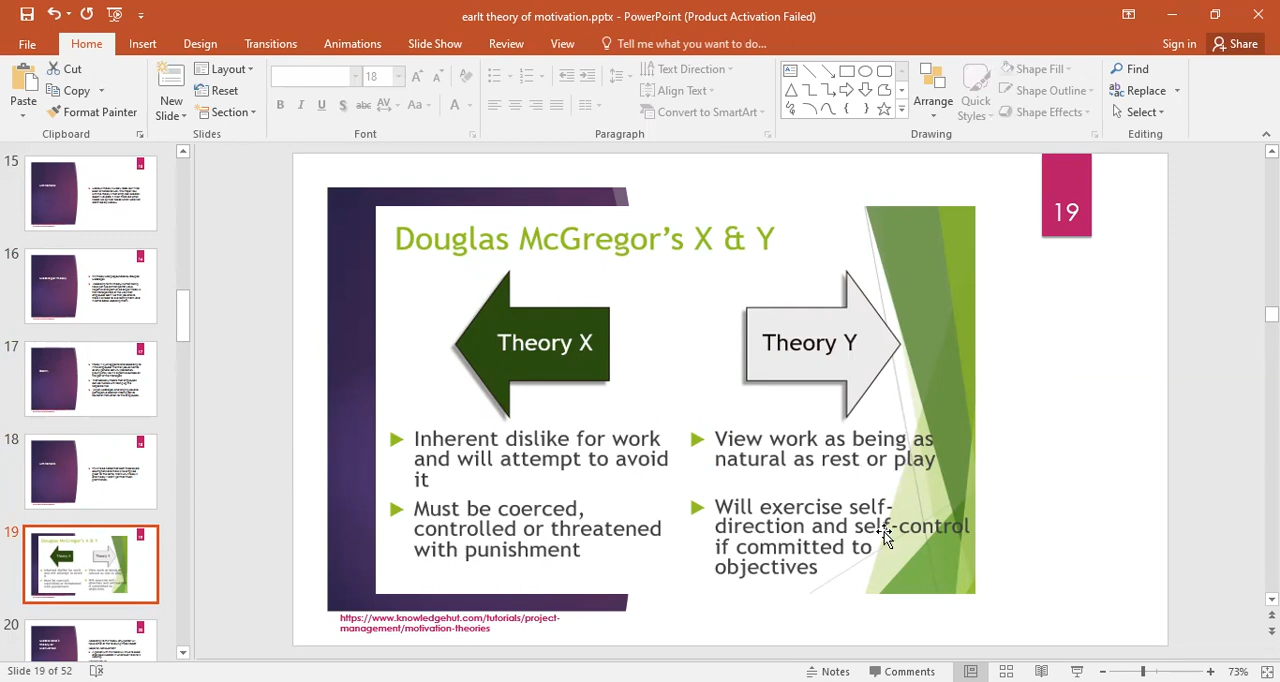 earlt theory of motivation.pptx - PowerPoint (Product Activation Failed)
File Home Insert Design Transitions Animations Slide Show Review View Tell me what you want to do... Sign in Share
Paste
Cut
Copy
Format Painter
Clipboard
New
Slide
Layout
Reset
Section
Slides
18
B I U S abc AV Aa A
Font
Text Direction
Align Text
Convert to SmartArt
Paragraph
Arrange
Quick
Styles
Shape Fill
Shape Outline
Shape Effects
Drawing
Find
Replace
Select
Editing
15
16
17
18
19
20
19
Douglas McGregor's X & Y
Theory X
Theory Y
Inherent dislike for work
and will attempt to avoid
it
Must be coerced,
controlled or threatened
with punishment
View work as being as
natural as rest or play
Will exercise self-
direction and self-control
if committed to
objectives
https://www.knowledgehut.com/tutorials/project-
management/motivation-theories
Slide 19 of 52
Notes Comments 73%